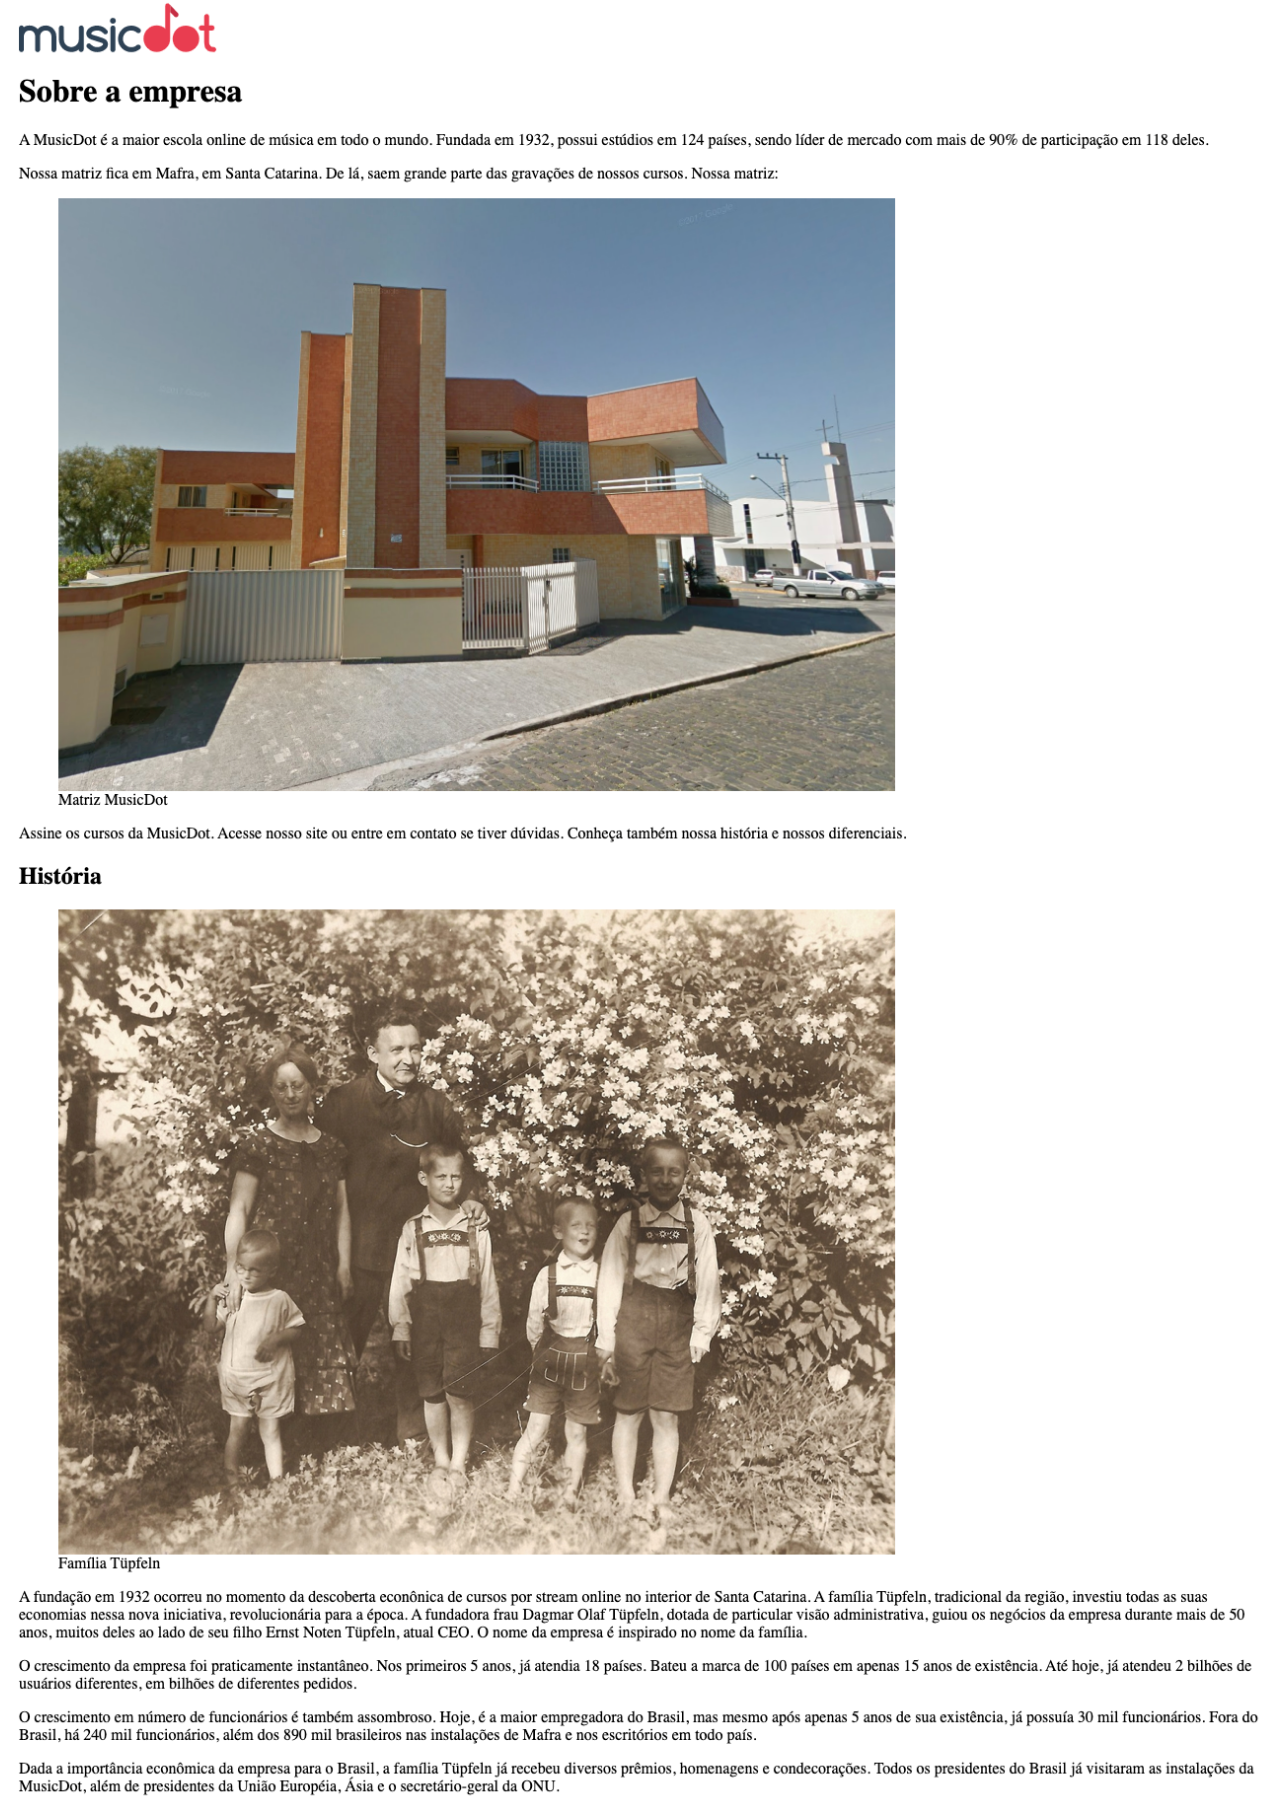 musicdot
Sobre a empresa
A MusicDot é a maior escola online de música em todo o mundo. Fundada em 1932, possui estúdios em 124 países, sendo líder de mercado com mais de 90% de participação em 118 deles.
Nossa matriz fica em Mafra, em Santa Catarina. De lá, saem grande parte das gravações de nossos cursos. Nossa matriz:
Matriz MusicDot
Assine os cursos da MusicDot. Acesse nosso site ou entre em contato se tiver dúvidas. Conheça também nossa história e nossos diferenciais.
História
Família Tüpfeln
A fundação em 1932 ocorreu no momento da descoberta econônica de cursos por stream online no interior de Santa Catarina. A família Tüpfeln, tradicional da região, investiu todas as suas
economias nessa nova iniciativa, revolucionária para a época. A fundadora frau Dagmar Olaf Tüpfeln, dotada de particular visão administrativa, guiou os negócios da empresa durante mais de 50
anos, muitos deles ao lado de seu filho Ernst Noten Tüpfeln, atual CEO. O nome da empresa é inspirado no nome da família.
O crescimento da empresa foi praticamente instantâneo. Nos primeiros 5 anos, já atendia 18 países. Bateu a marca de 100 países em apenas 15 anos de existência. Até hoje, já atendeu 2 bilhões de
usuários diferentes, em bilhões de diferentes pedidos.
O crescimento em número de funcionários é também assombroso. Hoje, é a maior empregadora do Brasil, mas mesmo após apenas 5 anos de sua existência, já possuía 30 mil funcionários. Fora do
Brasil, há 240 mil funcionários, além dos 890 mil brasileiros nas instalações de Mafra e nos escritórios em todo país.
Dada a importância econômica da empresa para o Brasil, a família Tüpfeln já recebeu diversos prêmios, homenagens e condecorações. Todos os presidentes do Brasil já visitaram as instalações da
MusicDot, além de presidentes da União Européia, Ásia e o secretário-geral da ONU.